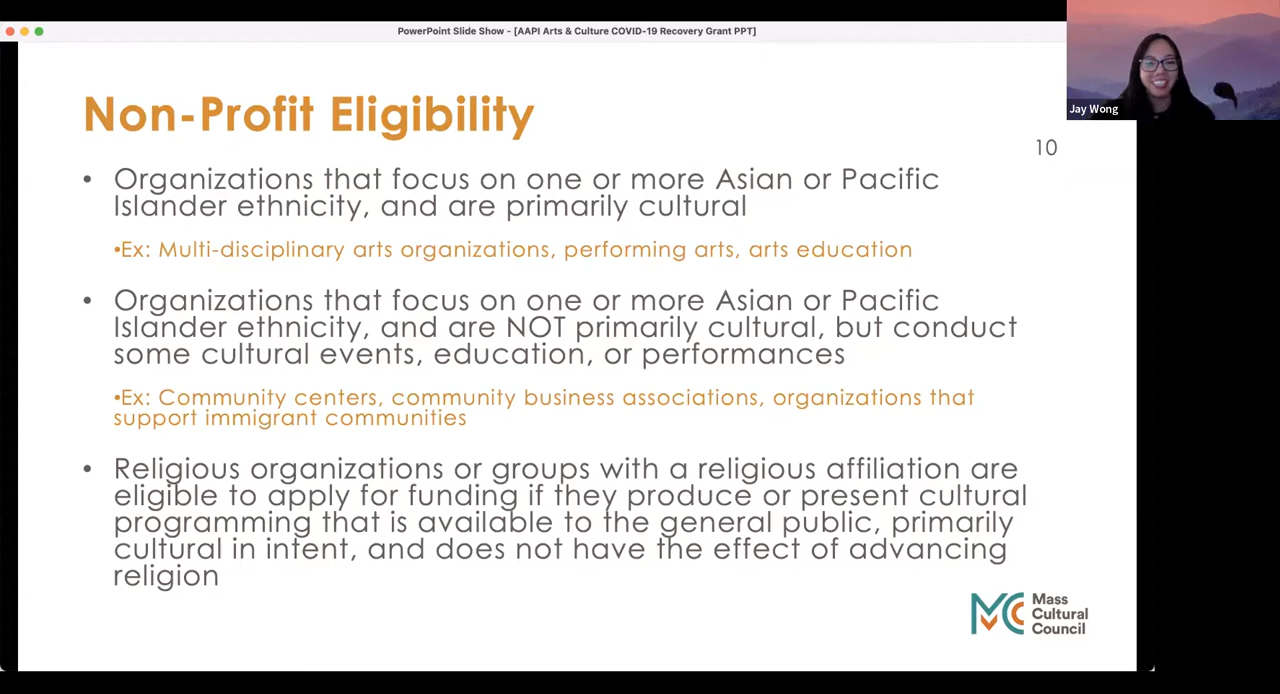 PowerPoint Slide Show - [AAPI Arts & Culture COVID-19 Recovery Grant PPT]
Jay Wong
Non-Profit Eligibility
10
• Organizations that focus on one or more Asian or Pacific
Islander ethnicity, and are primarily cultural
•Ex: Multi-disciplinary arts organizations, performing arts, arts education
• Organizations that focus on one or more Asian or Pacific
Islander ethnicity, and are NOT primarily cultural, but conduct
some cultural events, education, or performances
•Ex: Community centers, community business associations, organizations that
support immigrant communities
• Religious organizations or groups with a religious affiliation are
eligible to apply for funding if they produce or present cultural
programming that is available to the general public, primarily
cultural in intent, and does not have the effect of advancing
religion
MCC
Mass
Cultural
Council